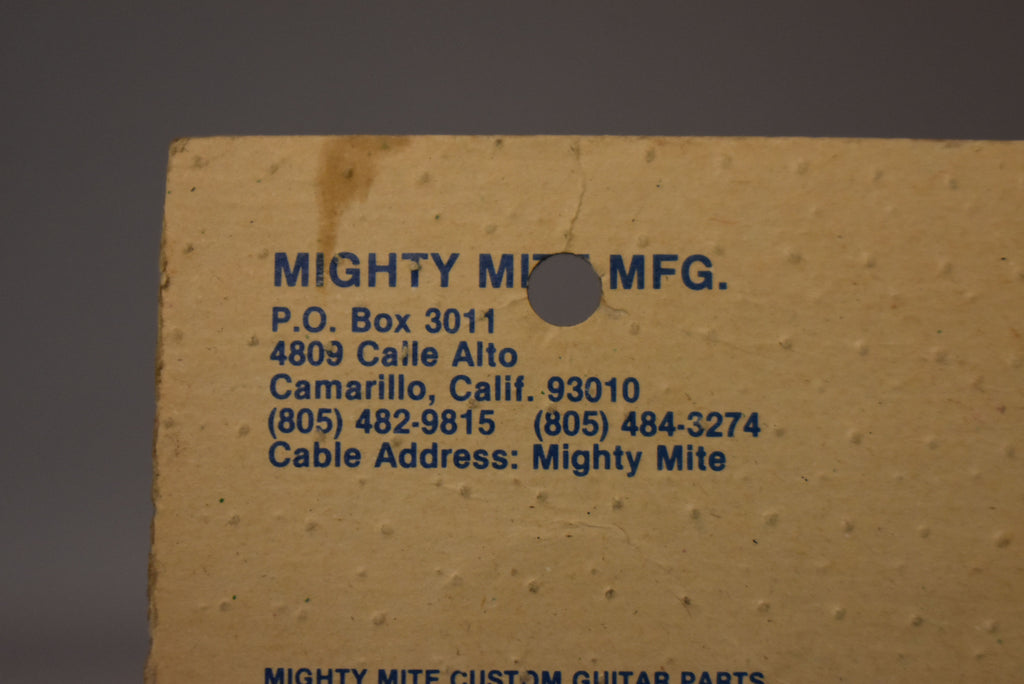 MIGHTY MITE MFG.
P.O. Box 3011
4809 Calle Alto
Camarillo, Calif. 93010
(805) 482-9815 (805) 484-3274
Cable Address: Mighty Mite
MIGHTY MITE CUSTOM GUITAR PARTS